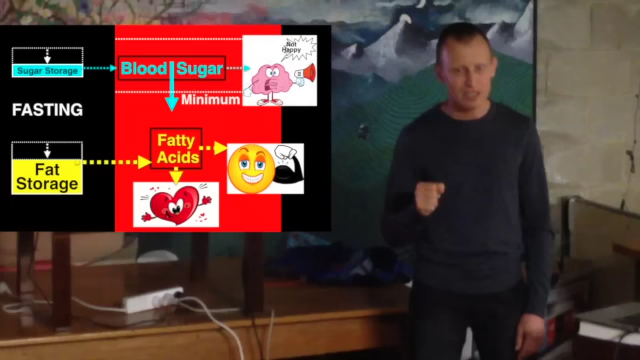 Sugar Storage
Blood Sugar
Not
Happy
Minimum
FASTING
Fatty
Acids
Fat
Storage